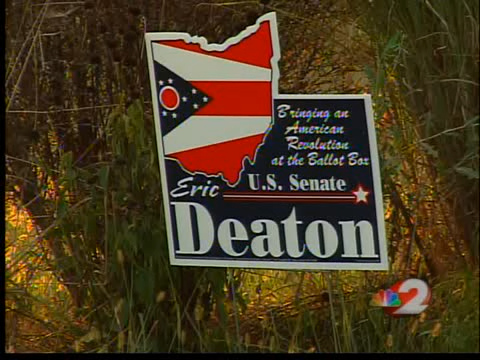 Bringing an
American
Revolution
at the Ballot Box
Eric
U.S. Senate
Deaton
2